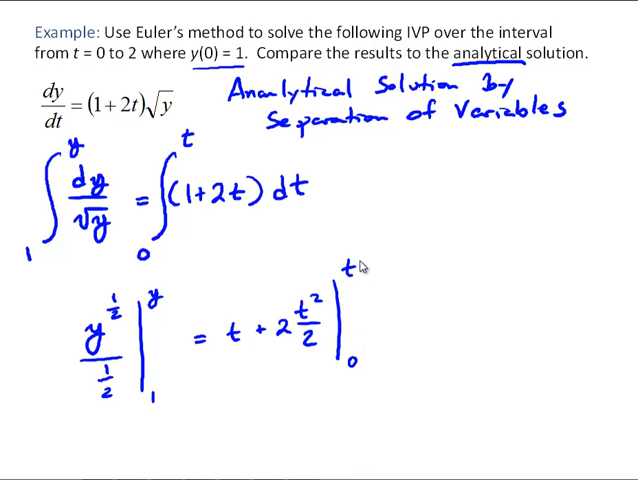 Example: Use Euler's method to solve the following IVP over the interval
from t = 0 to 2 where y(0) = 1.  Compare the results to the analytical solution.
dy/dt = (1+2t)√y
Ananlytical Solution by
Separation of Variables
∫₁^y dy/√y = ∫₀^t (1+2t) dt
y^(1/2)/(1/2) |₁^y = t + 2 t²/2 |₀^t